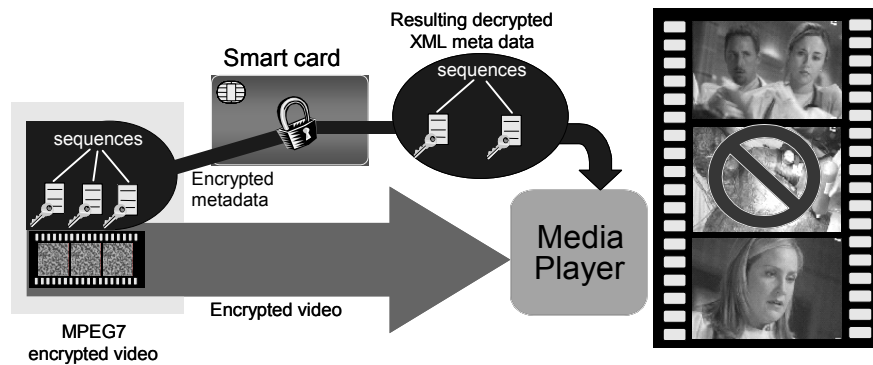 Resulting decrypted
XML meta data
Smart card
sequences
sequences
Encrypted
metadata
Media
Player
Encrypted video
MPEG7
encrypted video